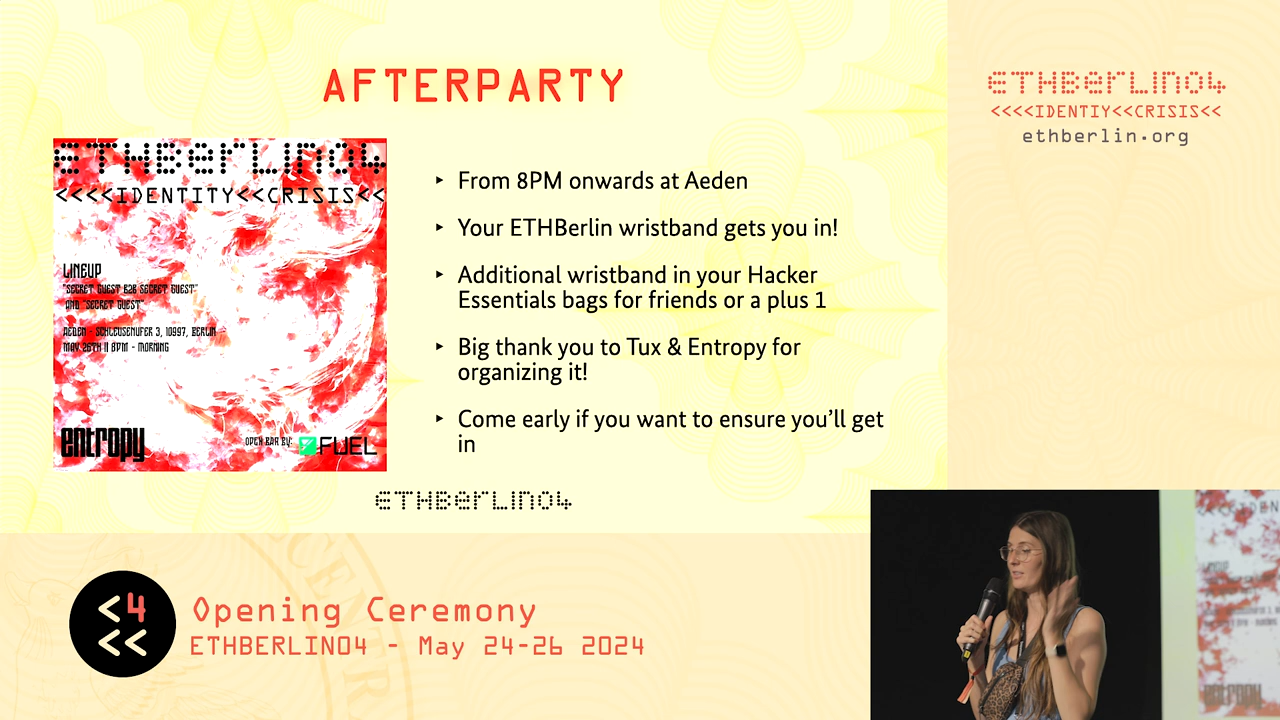 AFTERPARTY
ETHBerlin04
<<<<IDENTITY<<CRISIS<<
LINEUP
"SECRET GUEST B2B SECRET GUEST"
AND "SECRET GUEST"
AEDEN - SCHLEUSENUFER 3, 10997, BERLIN
MAY 26TH || 8PM - MORNING
entropy
OPEN BAR BY:
FUEL
‣ From 8PM onwards at Aeden
‣ Your ETHBerlin wristband gets you in!
‣ Additional wristband in your Hacker
Essentials bags for friends or a plus 1
‣ Big thank you to Tux & Entropy for
organizing it!
‣ Come early if you want to ensure you’ll get
in
ETHBerlin04
ETHBerlin04
<<<<IDENTIY<<CRISIS<<
ethberlin.org
<4
<<
Opening Ceremony
ETHBERLIN04 - May 24-26 2024